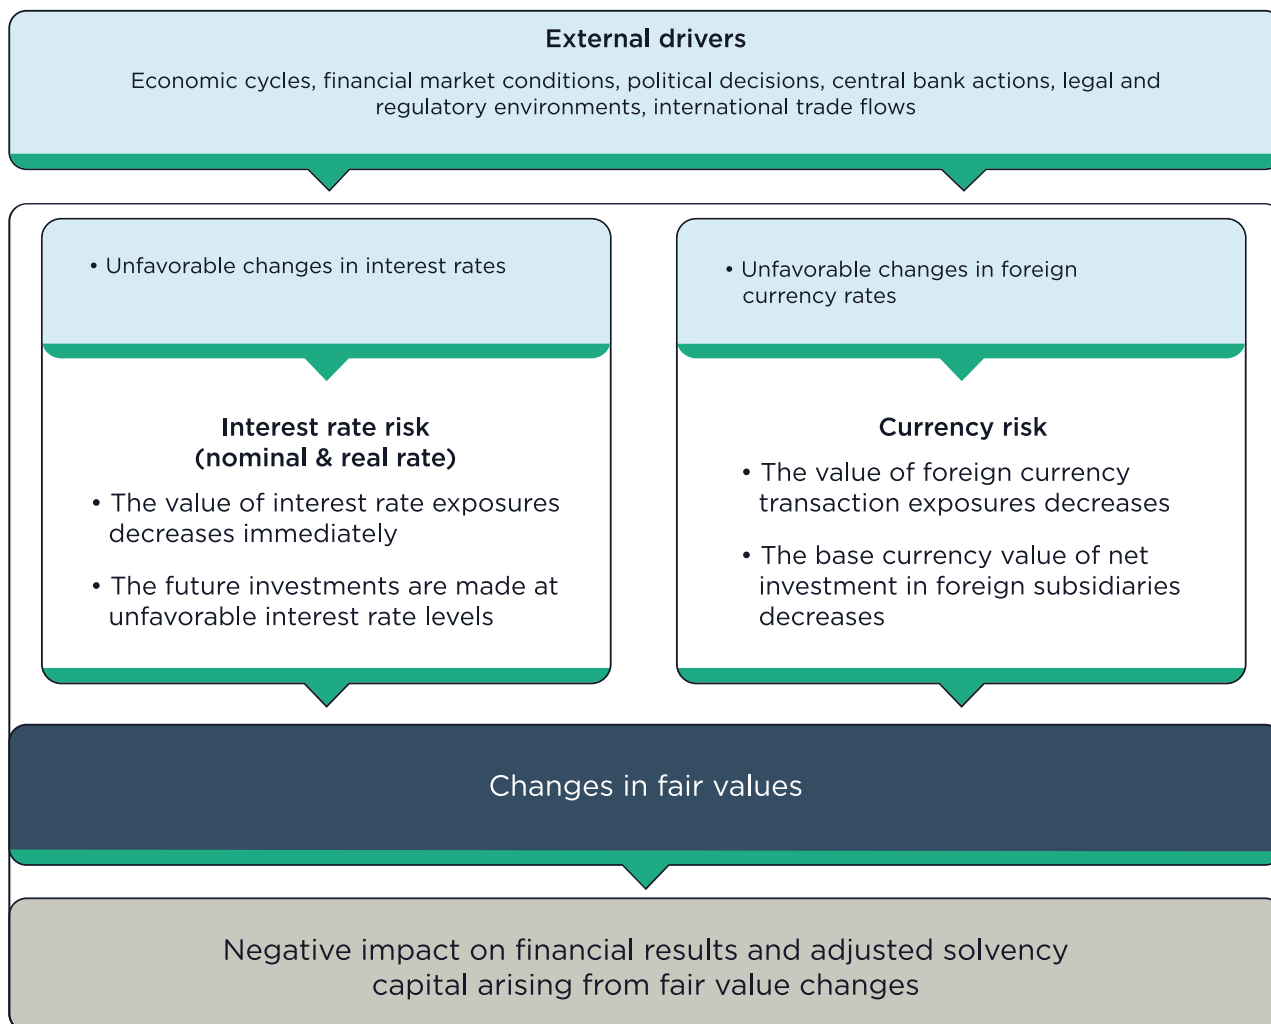 External drivers
Economic cycles, financial market conditions, political decisions, central bank actions, legal and
regulatory environments, international trade flows
• Unfavorable changes in interest rates
Interest rate risk
(nominal & real rate)
• The value of interest rate exposures
decreases immediately
• The future investments are made at
unfavorable interest rate levels
• Unfavorable changes in foreign
currency rates
Currency risk
• The value of foreign currency
transaction exposures decreases
• The base currency value of net
investment in foreign subsidiaries
decreases
Changes in fair values
Negative impact on financial results and adjusted solvency
capital arising from fair value changes